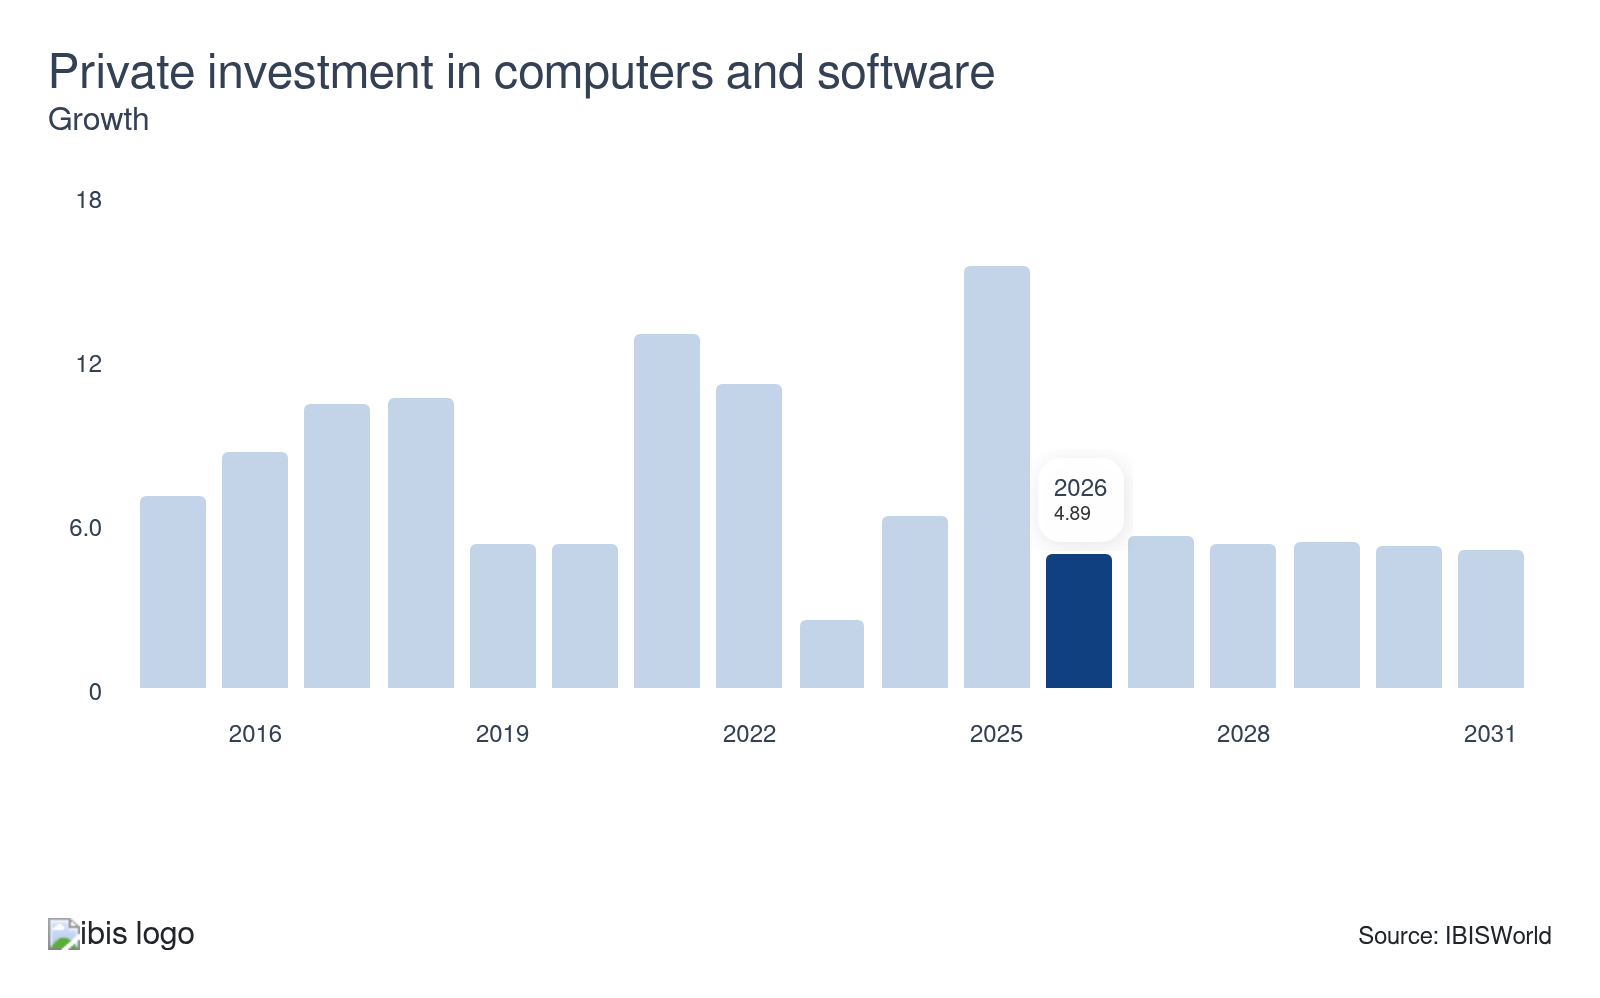 Private investment in computers and software
Growth
18
12
6.0
0
2026
4.89
2016 2019 2022 2025 2028 2031
ibis logo
Source: IBISWorld